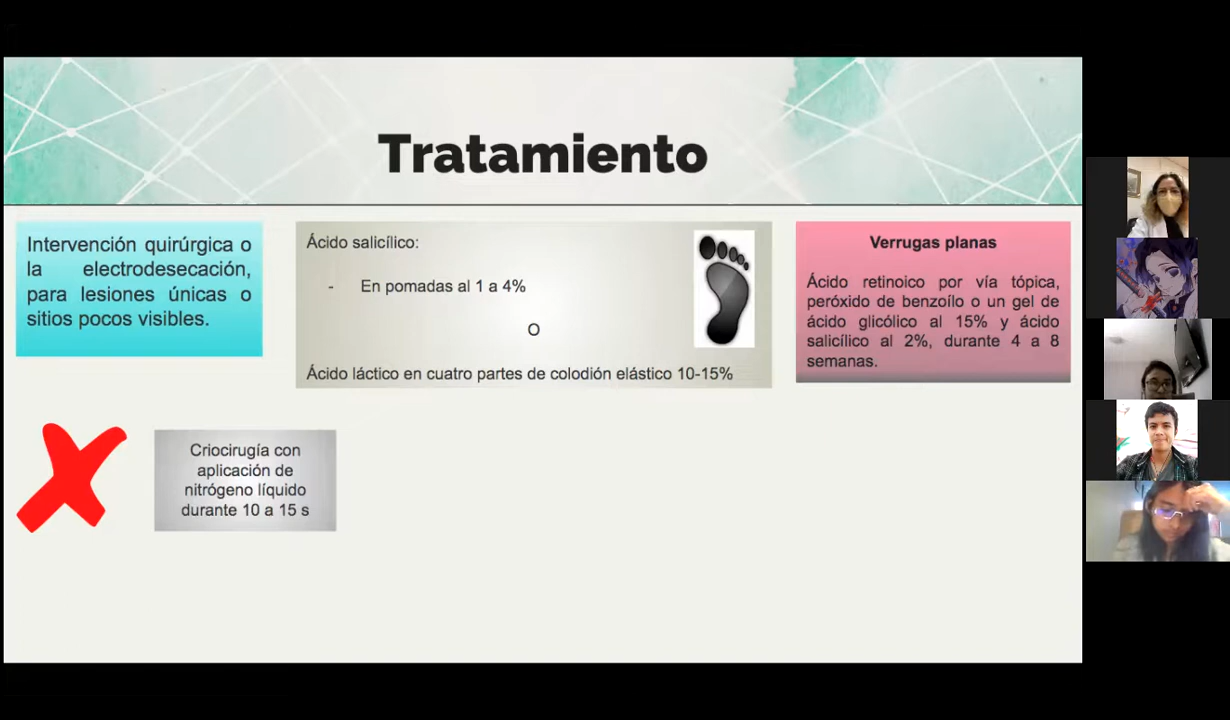 Tratamiento
Intervención quirúrgica o
la electrodesecación,
para lesiones únicas o
sitios pocos visibles.
Ácido salicílico:
- En pomadas al 1 a 4%
O
Ácido láctico en cuatro partes de colodión elástico 10-15%
Verrugas planas
Ácido retinoico por vía tópica,
peróxido de benzoílo o un gel de
ácido glicólico al 15% y ácido
salicílico al 2%, durante 4 a 8
semanas.
Criocirugía con
aplicación de
nitrógeno líquido
durante 10 a 15 s